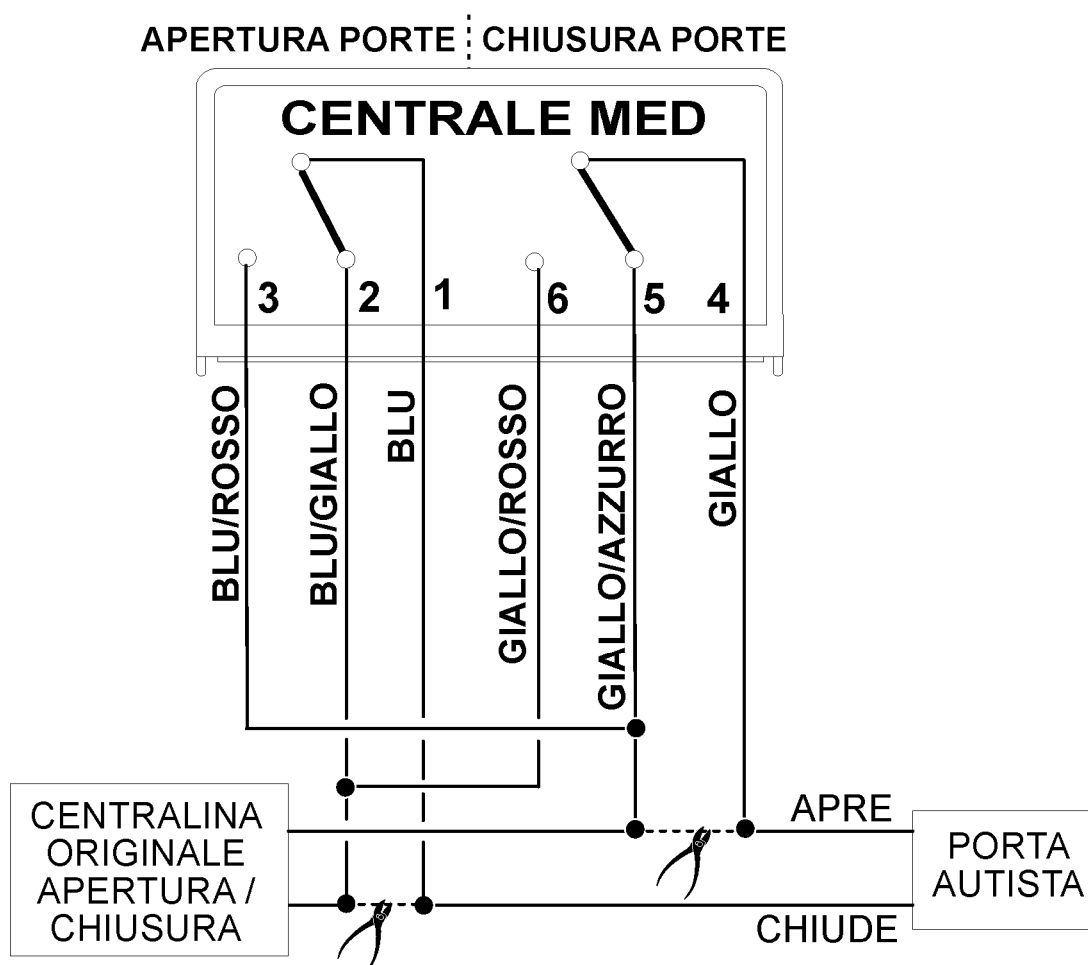 APERTURA PORTE CHIUSURA PORTE
CENTRALE MED
3 2 1 6 5 4
BLU/ROSSO
BLU/GIALLO
BLU
GIALLO/ROSSO
GIALLO/AZZURRO
GIALLO
CENTRALINA
ORIGINALE
APERTURA /
CHIUSURA
APRE
CHIUDE
PORTA
AUTISTA